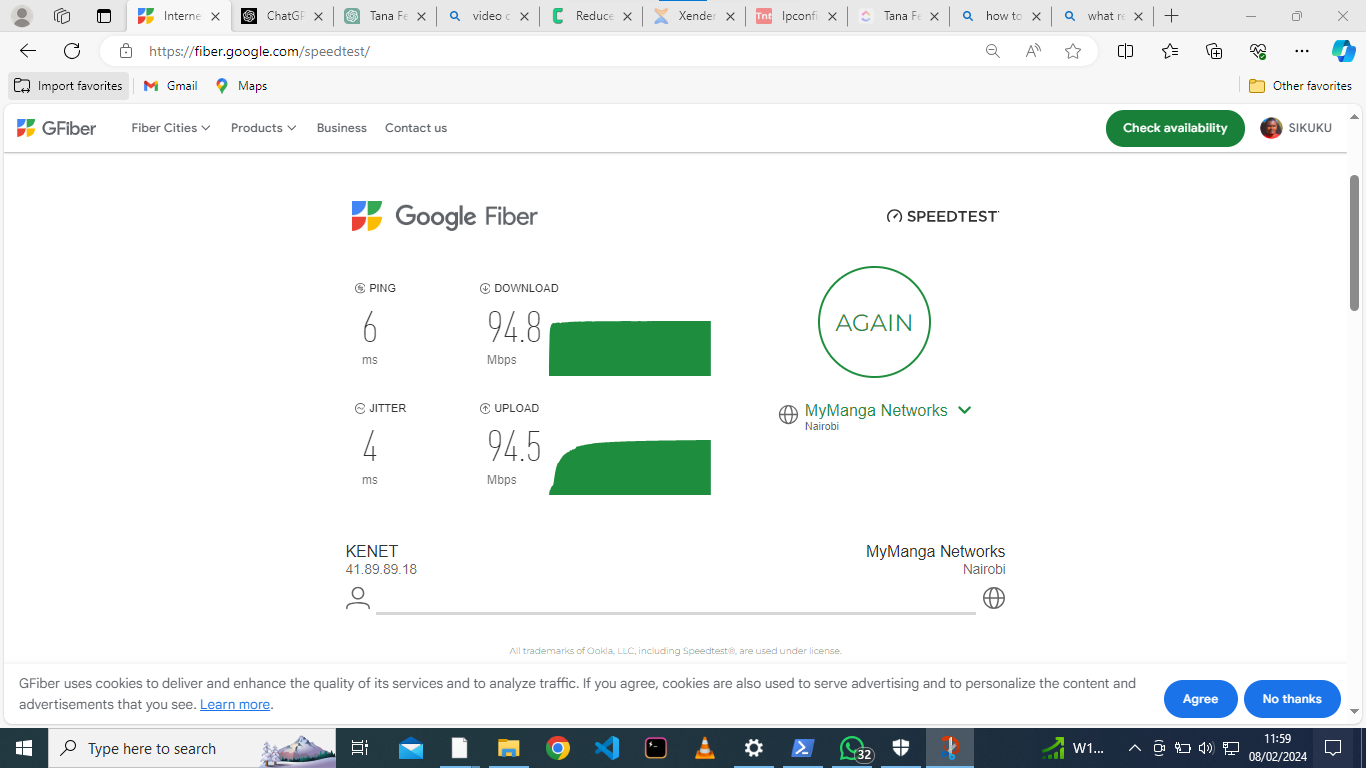 Interne
ChatGP
Tana Fe
video c
Reduce
Xender
Tnt
Ipconfi
Tana Fe
how to
what re
https://fiber.google.com/speedtest/
Import favorites
Gmail
Maps
Other favorites
GFiber
Fiber Cities
Products
Business
Contact us
Check availability
SIKUKU
Google Fiber
SPEEDTEST
PING
DOWNLOAD
6
94.8
ms
Mbps
AGAIN
JITTER
UPLOAD
MyManga Networks
Nairobi
4
94.5
ms
Mbps
KENET
MyManga Networks
41.89.89.18
Nairobi
All trademarks of Ookla, LLC, including Speedtest®, are used under license.
GFiber uses cookies to deliver and enhance the quality of its services and to analyze traffic. If you agree, cookies are also used to serve advertising and to personalize the content and
advertisements that you see. Learn more.
Agree
No thanks
Type here to search
32
W1...
11:59
08/02/2024